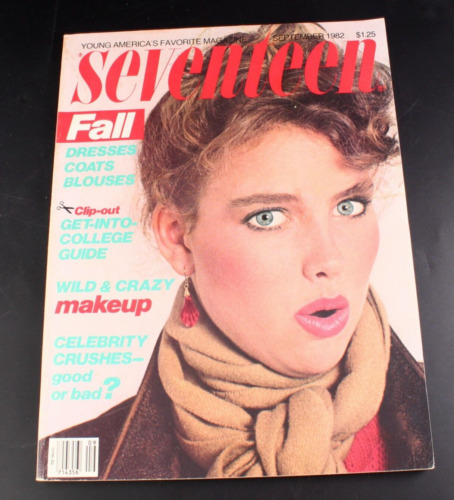 YOUNG AMERICA'S FAVORITE MAGAZINE
SEPTEMBER 1982 $1.25
seventeen
Fall
DRESSES
COATS
BLOUSES
Clip-out
GET-INTO-
COLLEGE
GUIDE
WILD & CRAZY
makeup
CELEBRITY
CRUSHES—
good
or bad?
09